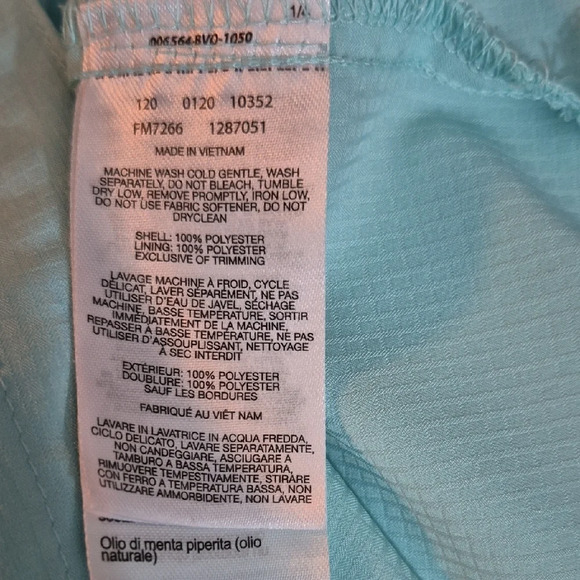 1/4
006564-8V0-1050
120 0120 10352
FM7266 1287051
MADE IN VIETNAM
MACHINE WASH COLD GENTLE, WASH
SEPARATELY, DO NOT BLEACH, TUMBLE
DRY LOW, REMOVE PROMPTLY, IRON LOW,
DO NOT USE FABRIC SOFTENER, DO NOT
DRYCLEAN
SHELL: 100% POLYESTER
LINING: 100% POLYESTER
EXCLUSIVE OF TRIMMING
LAVAGE MACHINE À FROID, CYCLE
DÉLICAT, LAVER SÉPARÉMENT, NE PAS
UTILISER D'EAU DE JAVEL, SÉCHAGE
MACHINE, BASSE TEMPÉRATURE, SORTIR
IMMÉDIATEMENT DE LA MACHINE,
REPASSER À BASSE TEMPÉRATURE, NE PAS
UTILISER D'ASSOUPLISSANT, NETTOYAGE
À SEC INTERDIT
EXTÉRIEUR: 100% POLYESTER
DOUBLURE: 100% POLYESTER
SAUF LES BORDURES
FABRIQUÉ AU VIÊT NAM
LAVARE IN LAVATRICE IN ACQUA FREDDA,
CICLO DELICATO, LAVARE SEPARATAMENTE,
NON CANDEGGIARE, ASCIUGARE A
TAMBURO A BASSA TEMPERATURA,
RIMUOVERE TEMPESTIVAMENTE, STIRARE
CON FERRO A TEMPERATURA BASSA, NON
UTILIZZARE AMMORBIDENTE, NON LAVARE
Olio di menta piperita (olio
naturale)